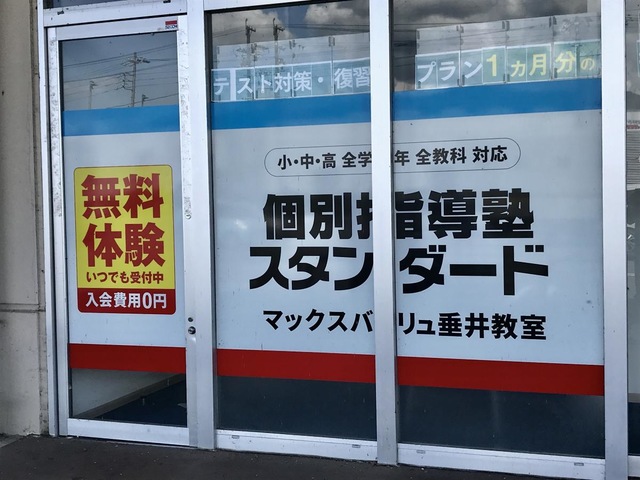 テスト対策・復習
プラン1カ月分の
小・中・高 全学年 全教科 対応
個別指導塾
スタンダード
マックスバリュ垂井教室
無料
体験
いつでも受付中
入会費用0円